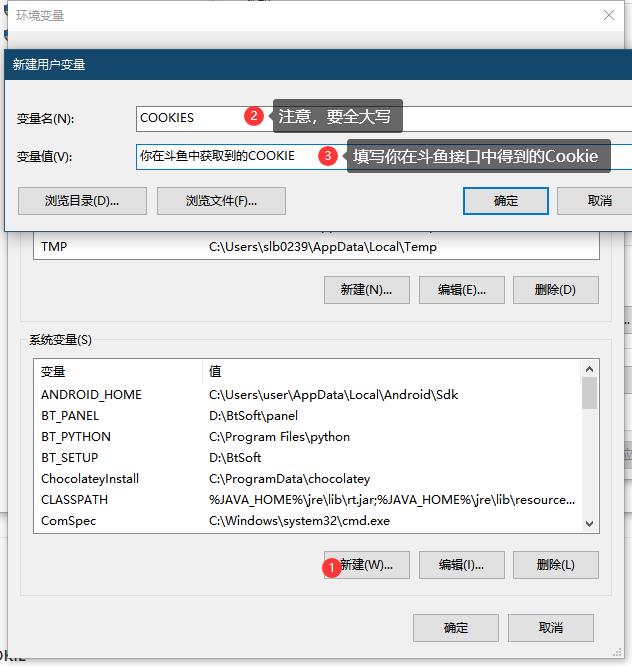 环境变量
新建用户变量
变量名(N):
COOKIES
2
注意，要全大写
变量值(V):
你在斗鱼中获取到的COOKIE
3
填写你在斗鱼接口中得到的Cookie
浏览目录(D)...
浏览文件(F)...
确定
取消
TMP
C:\Users\slb0239\AppData\Local\Temp
新建(N)...
编辑(E)...
删除(D)
系统变量(S)
变量
值
ANDROID_HOME
C:\Users\user\AppData\Local\Android\Sdk
BT_PANEL
D:\BtSoft\panel
BT_PYTHON
C:\Program Files\python
BT_SETUP
D:\BtSoft
ChocolateyInstall
C:\ProgramData\chocolatey
CLASSPATH
%JAVA_HOME%\jre\lib\rt.jar;%JAVA_HOME%\jre\lib\resource...
ComSpec
C:\Windows\system32\cmd.exe
1
新建(W)...
编辑(I)...
删除(L)
确定
取消